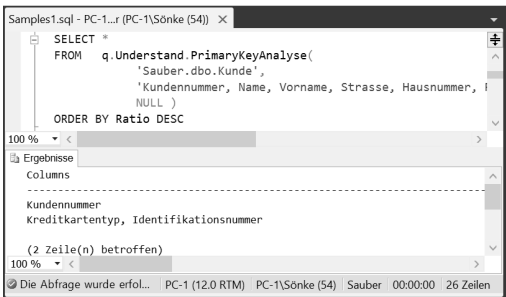 Samples1.sql - PC-1...r (PC-1\Sönke (54))
SELECT *
FROM q.Understand.PrimaryKeyAnalyse(
'Sauber.dbo.Kunde',
'Kundennummer, Name, Vorname, Strasse, Hausnummer,
NULL )
ORDER BY Ratio DESC
100 %
Ergebnisse
Columns
--------------------------------------------------------------
Kundennummer
Kreditkartentyp, Identifikationsnummer
(2 Zeile(n) betroffen)
100 %
Die Abfrage wurde erfol... PC-1 (12.0 RTM) PC-1\Sönke (54) Sauber 00:00:00 26 Zeilen